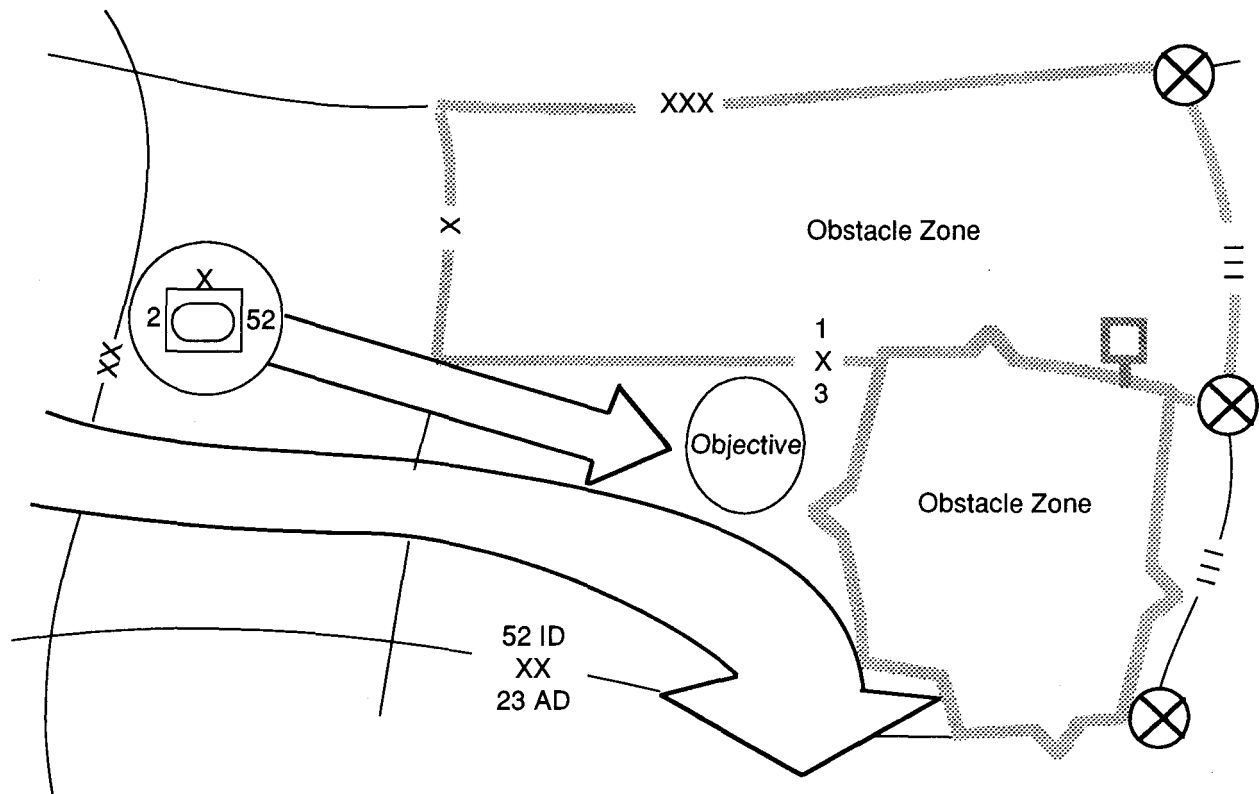 XXX
X
Obstacle Zone
X
2
52
1
X
3
XX
Objective
Obstacle Zone
52 ID
XX
23 AD